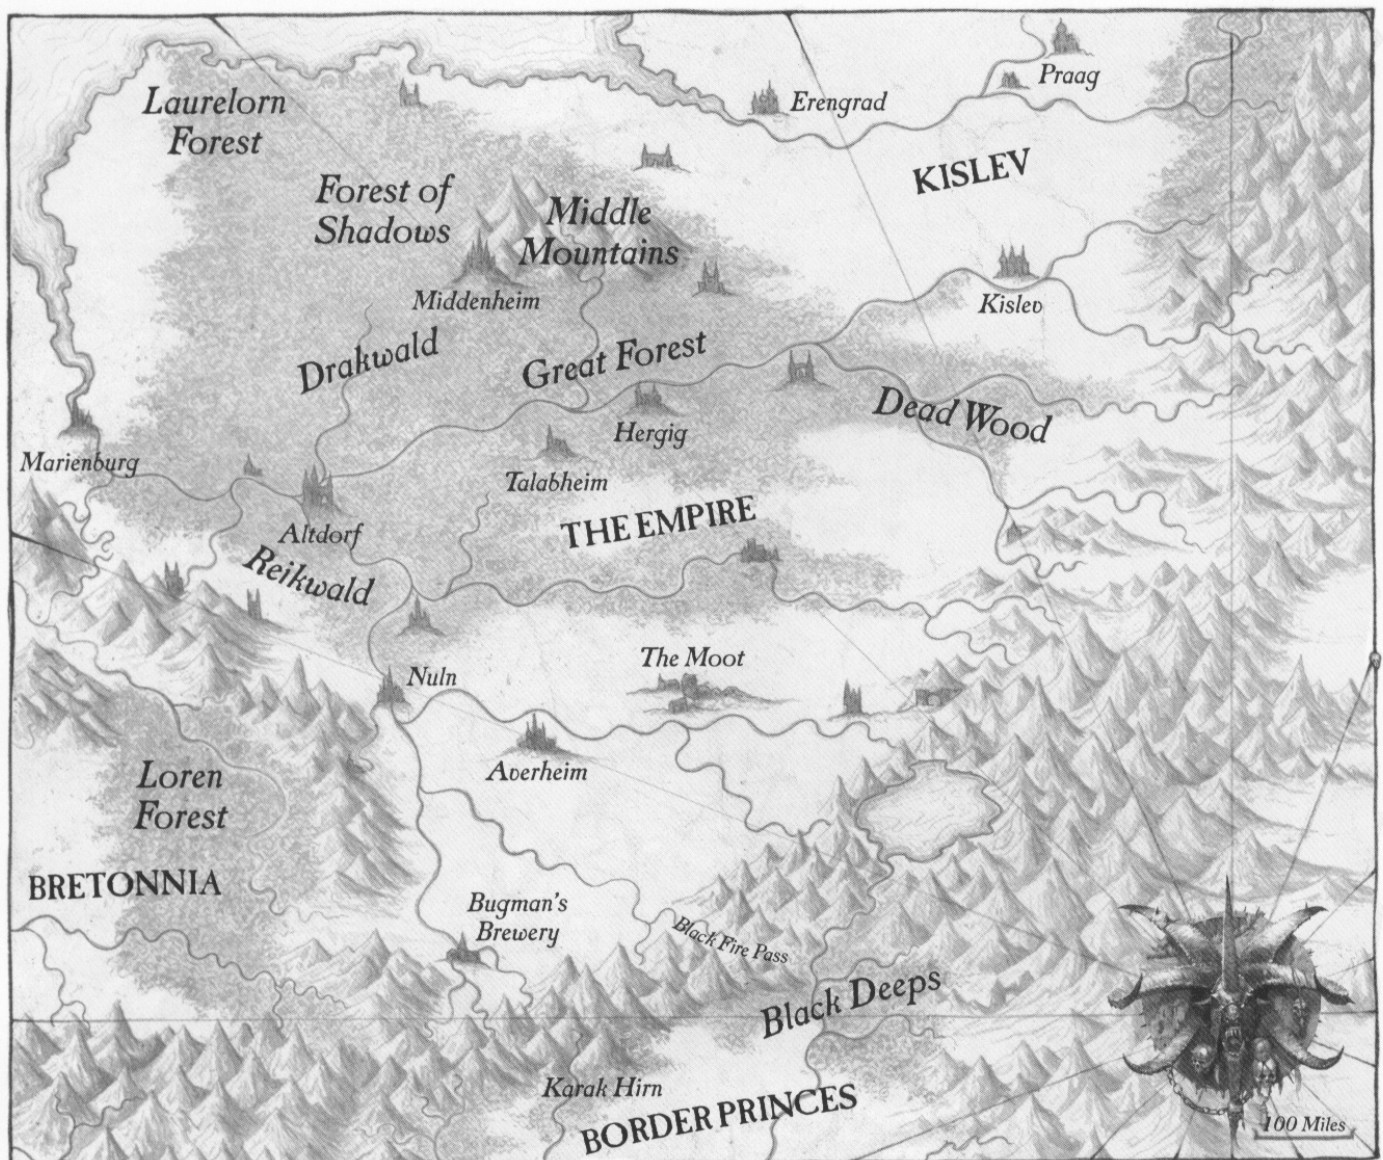 Praag
Erengrad
Laurelorn
Forest
KISLEV
Forest of
Shadows
Middle
Mountains
Middenheim
Kislev
Drakwald
Great Forest
Dead Wood
Hergig
Marienburg
Talabheim
THE EMPIRE
Altdorf
Reikwald
The Moot
Nuln
Averheim
Loren
Forest
BRETONNIA
Bugman's
Brewery
Black Fire Pass
Black Deeps
Karak Hirn
BORDER PRINCES
100 Miles